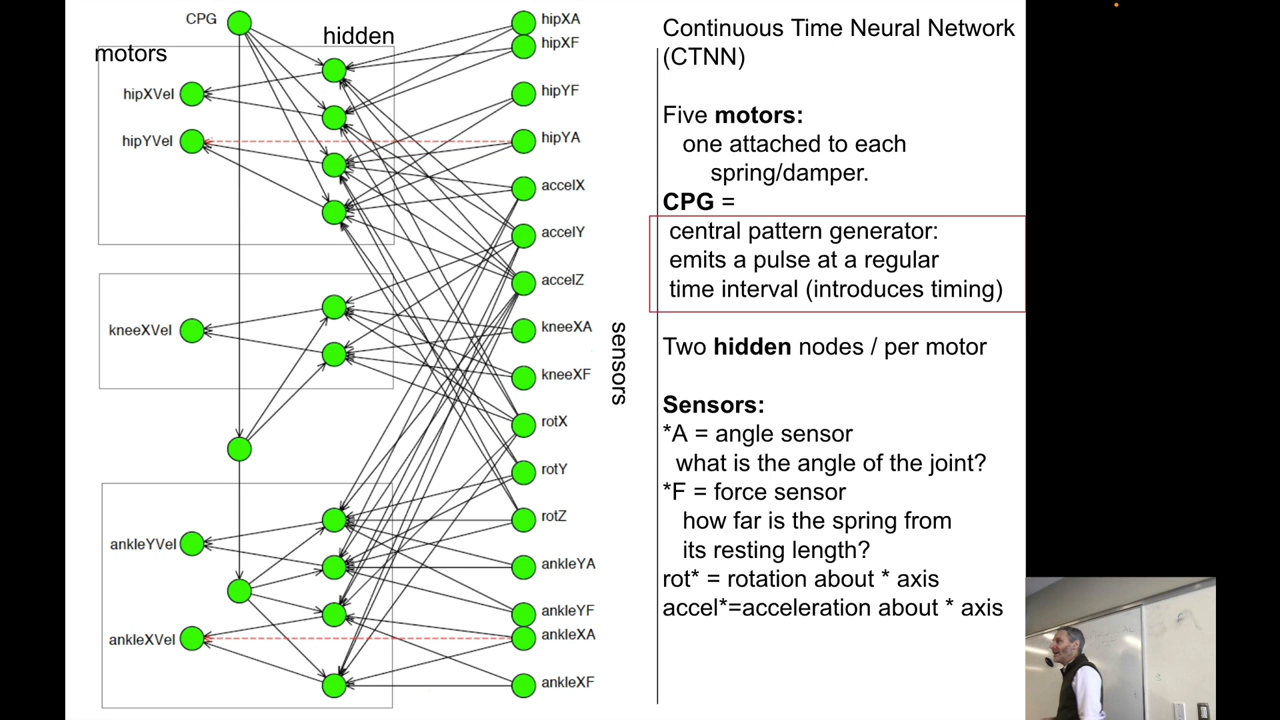 CPG
hidden
motors
hipXVel
hipYVel
kneeXVel
ankleYVel
ankleXVel
hipXA
hipXF
hipYF
hipYA
accelX
accelY
accelZ
kneeXA
kneeXF
rotX
rotY
rotZ
ankleYA
ankleYF
ankleXA
ankleXF
sensors
Continuous Time Neural Network
(CTNN)
Five motors:
one attached to each
spring/damper.
CPG =
central pattern generator:
emits a pulse at a regular
time interval (introduces timing)
Two hidden nodes / per motor
Sensors:
*A = angle sensor
what is the angle of the joint?
*F = force sensor
how far is the spring from
its resting length?
rot* = rotation about * axis
accel*=acceleration about * axis